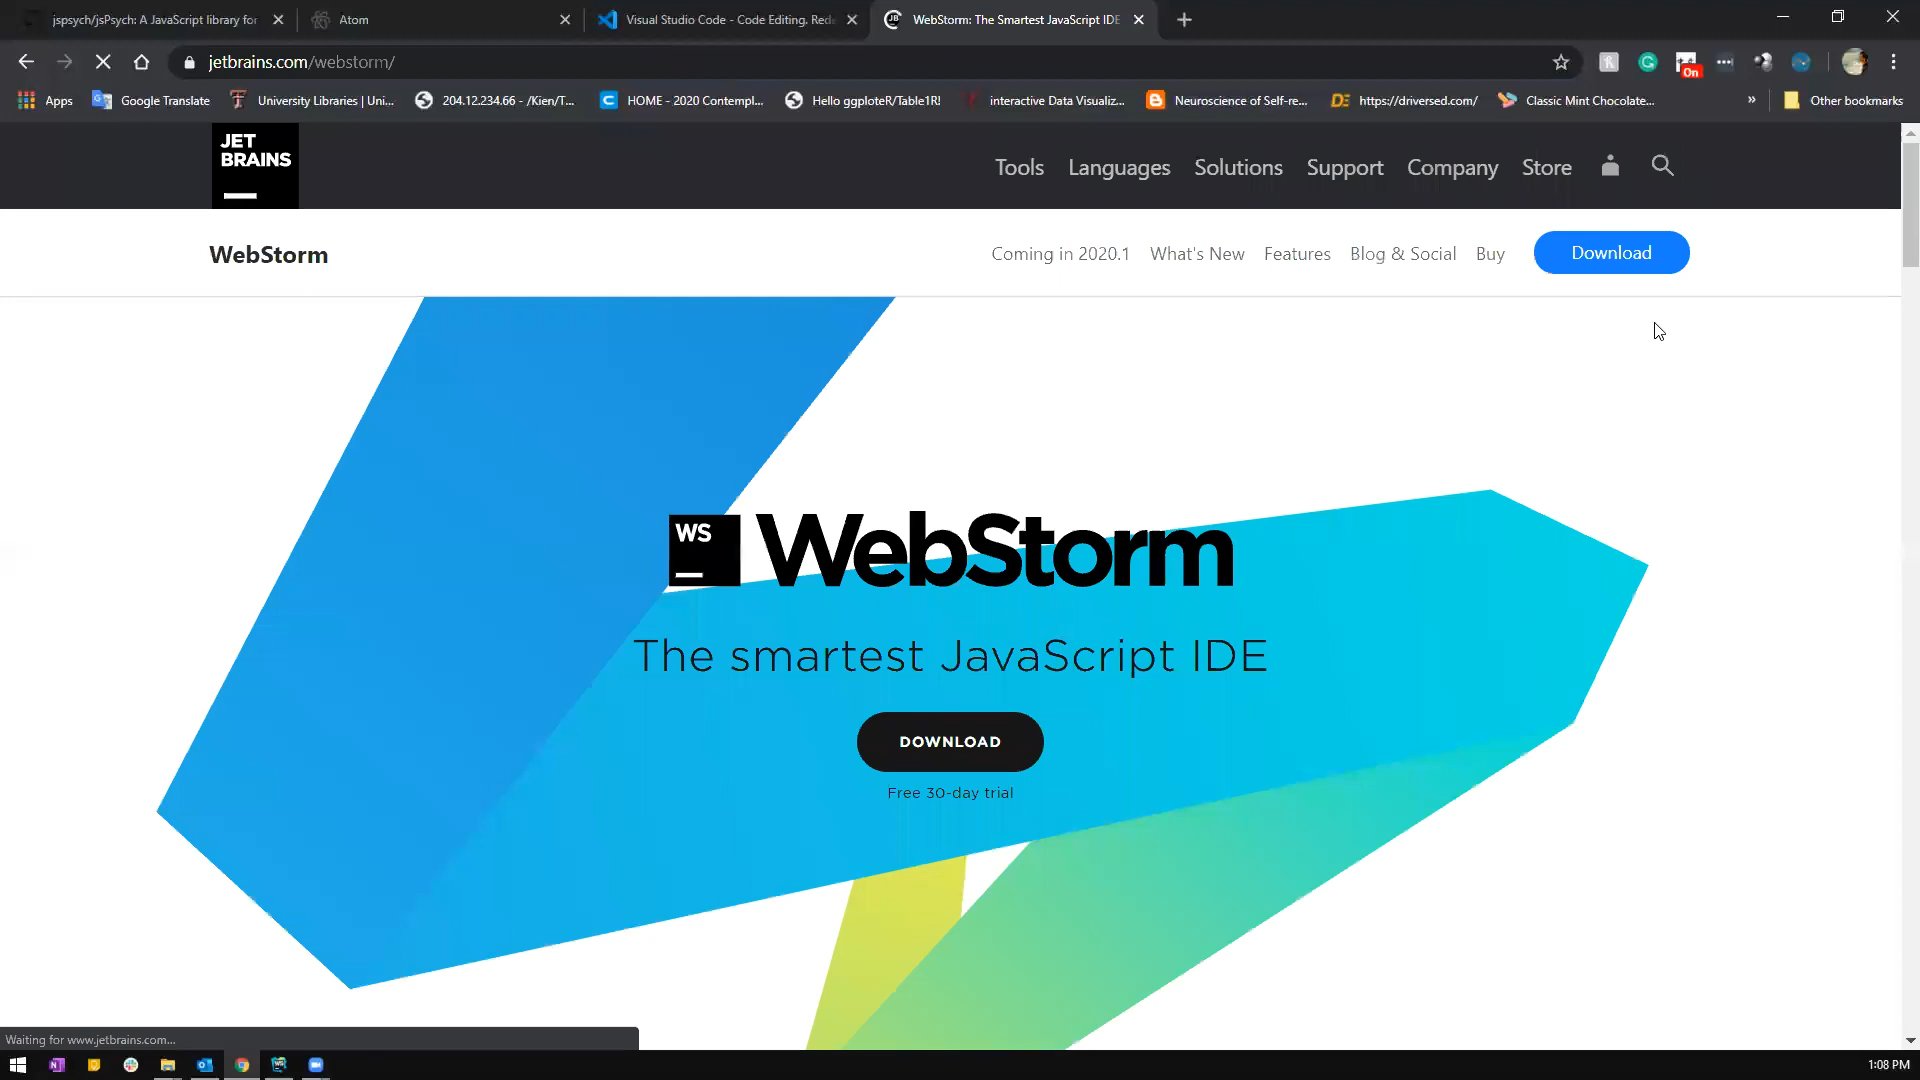 jspsych/jsPsych: A JavaScript library for
Atom
Visual Studio Code - Code Editing. Rede
WebStorm: The Smartest JavaScript IDE
jetbrains.com/webstorm/
On
Apps
Google Translate
University Libraries | Uni...
204.12.234.66 - /Kien/T...
HOME - 2020 Contempl...
Hello ggploteR/Table1R!
interactive Data Visualiz...
Neuroscience of Self-re...
https://driversed.com/
Classic Mint Chocolate...
»
Other bookmarks
JET
BRAINS
Tools
Languages
Solutions
Support
Company
Store
WebStorm
Coming in 2020.1
What's New
Features
Blog & Social
Buy
Download
WS
WebStorm
The smartest JavaScript IDE
DOWNLOAD
Free 30-day trial
Waiting for www.jetbrains.com...
1:08 PM